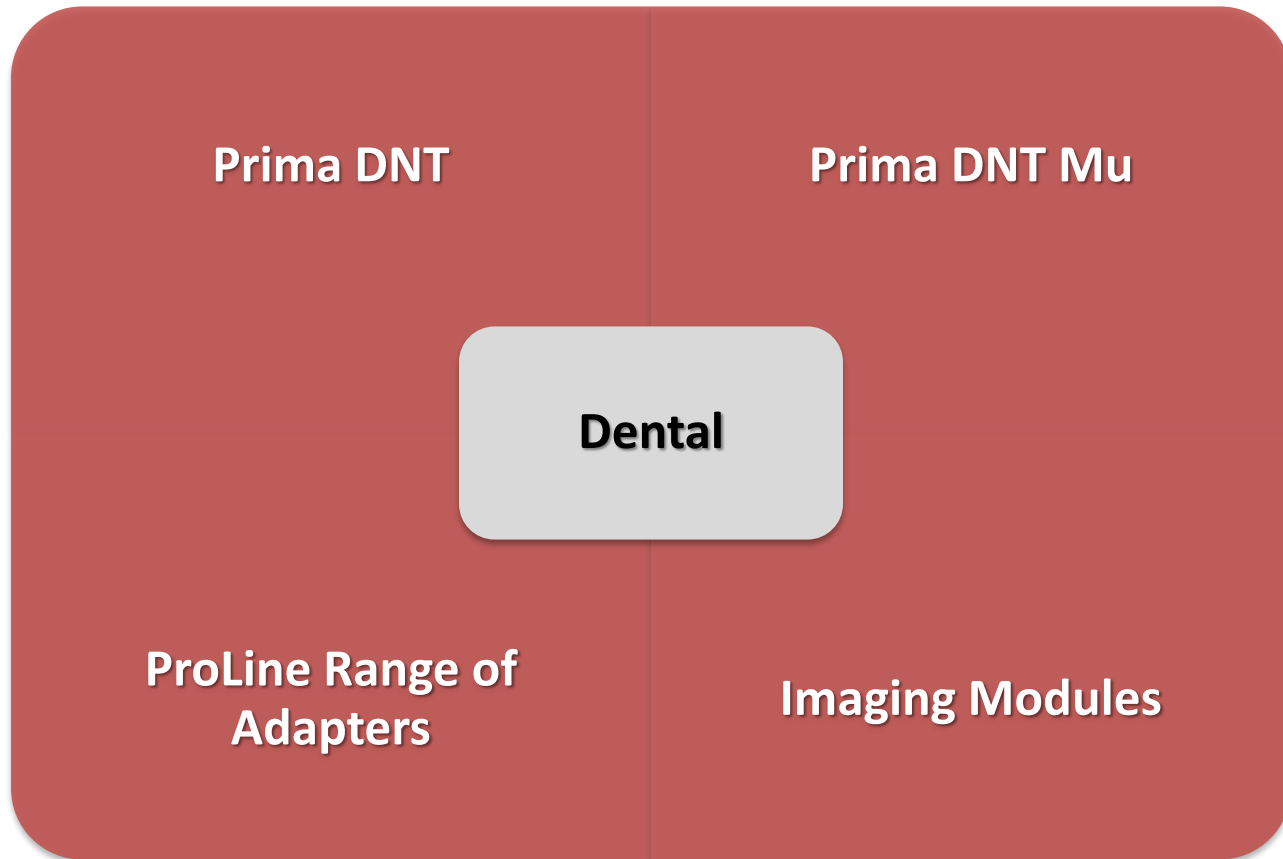 Prima DNT
Prima DNT Mu
Dental
ProLine Range of
Adapters
Imaging Modules